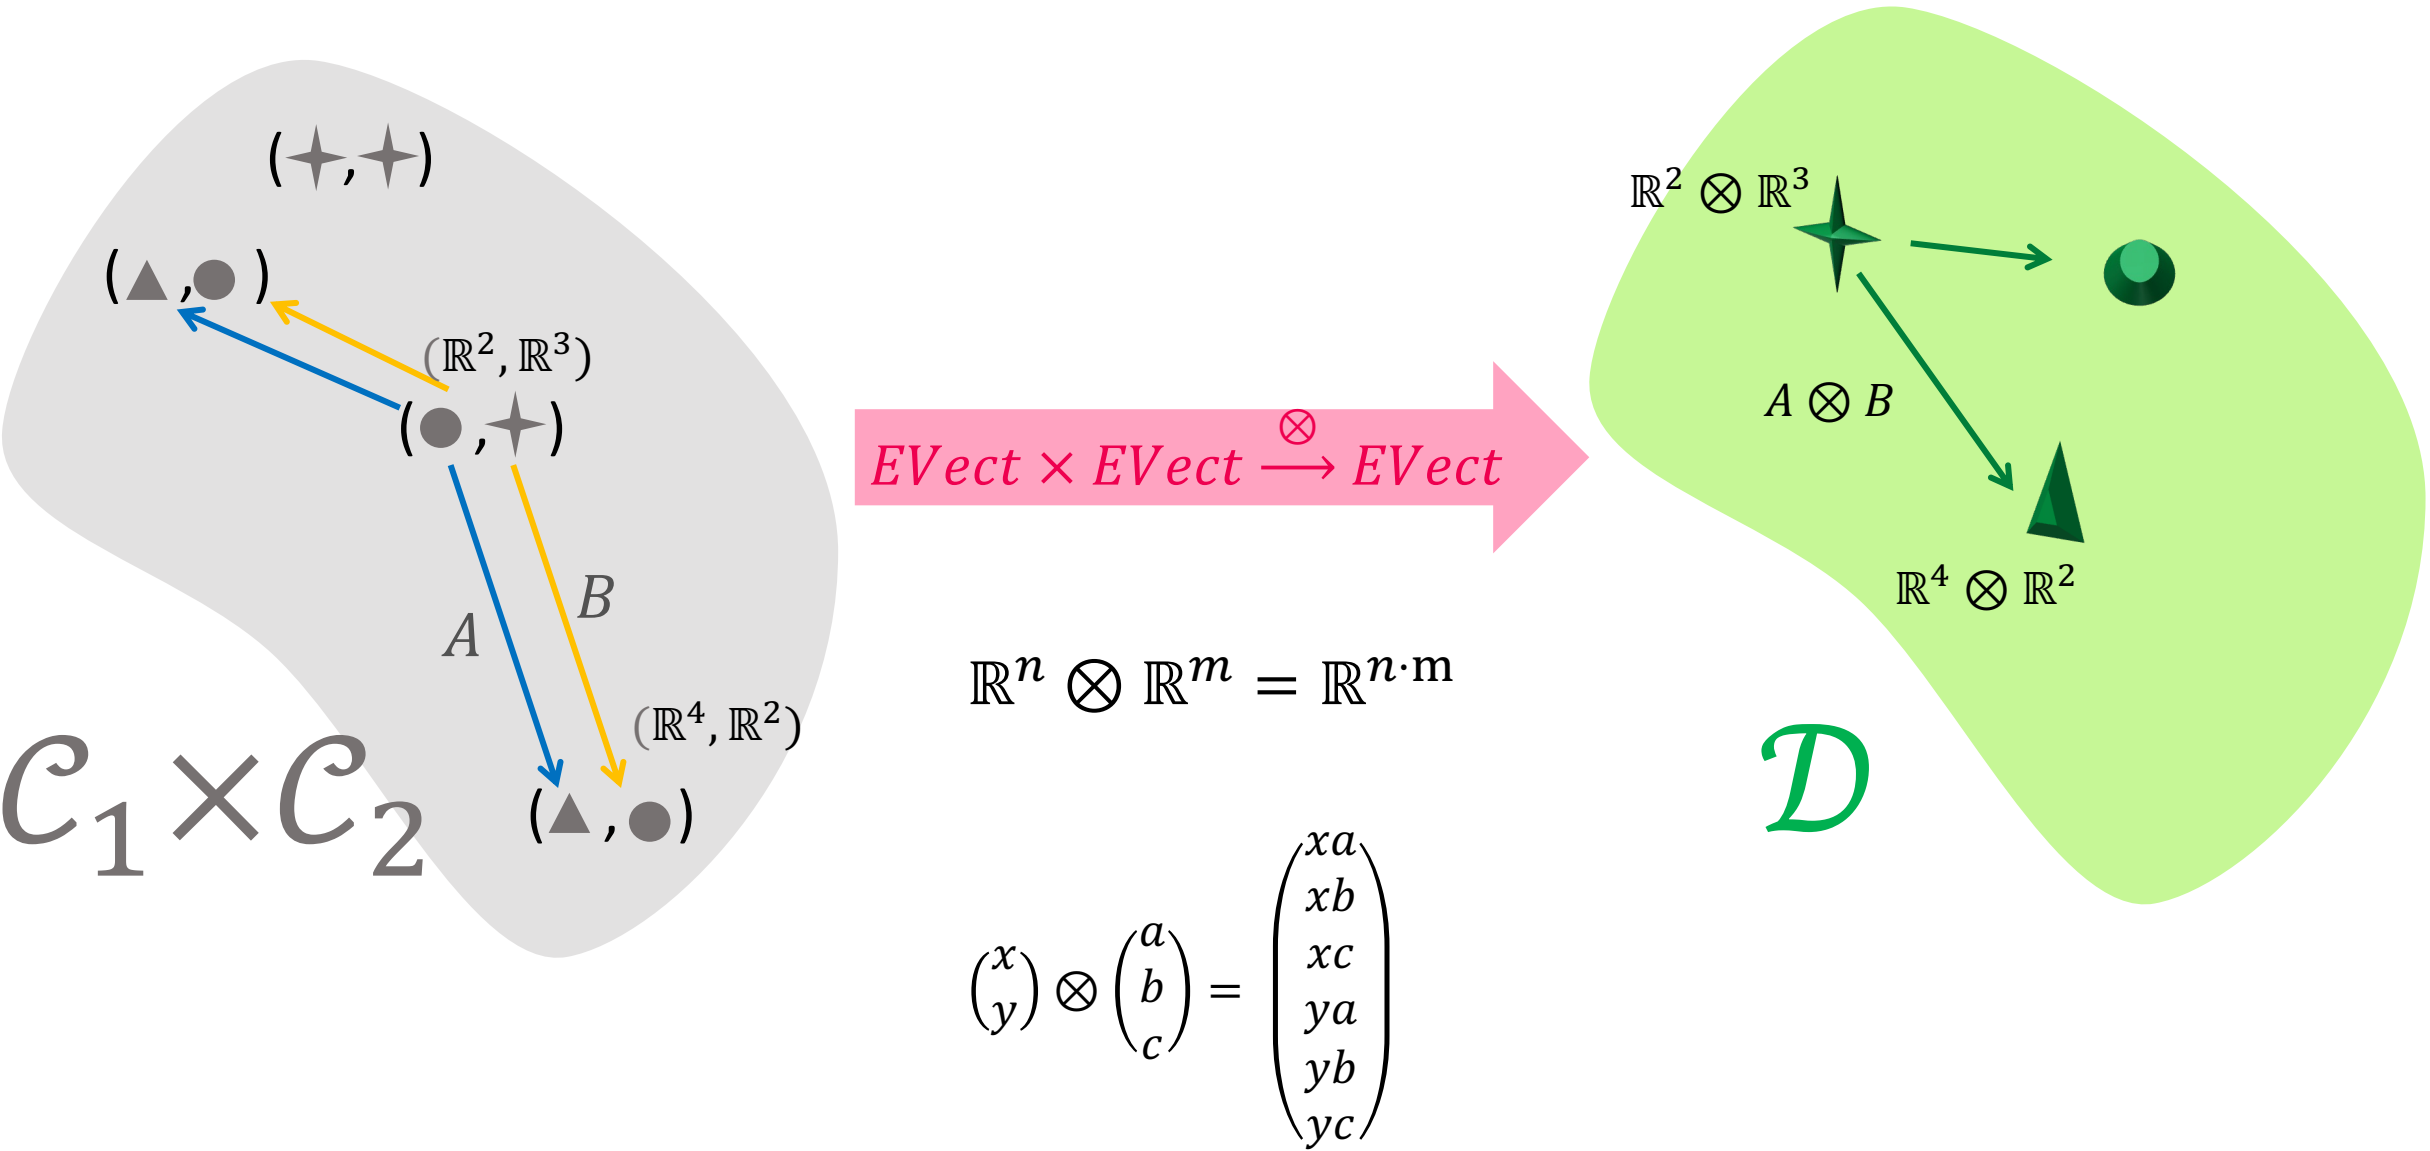 (✦, ✦)
(▲, ●)
(ℝ², ℝ³)
(●, ✦)
A
B
(ℝ⁴, ℝ²)
(▲, ●)
𝒞₁×𝒞₂
EVect × EVect ⟶ EVect
⊗
ℝⁿ ⊗ ℝᵐ = ℝⁿ·ᵐ
(x y) ⊗ (a b c) = (xa xb xc ya yb yc)
ℝ² ⊗ ℝ³
A ⊗ B
ℝ⁴ ⊗ ℝ²
𝒟